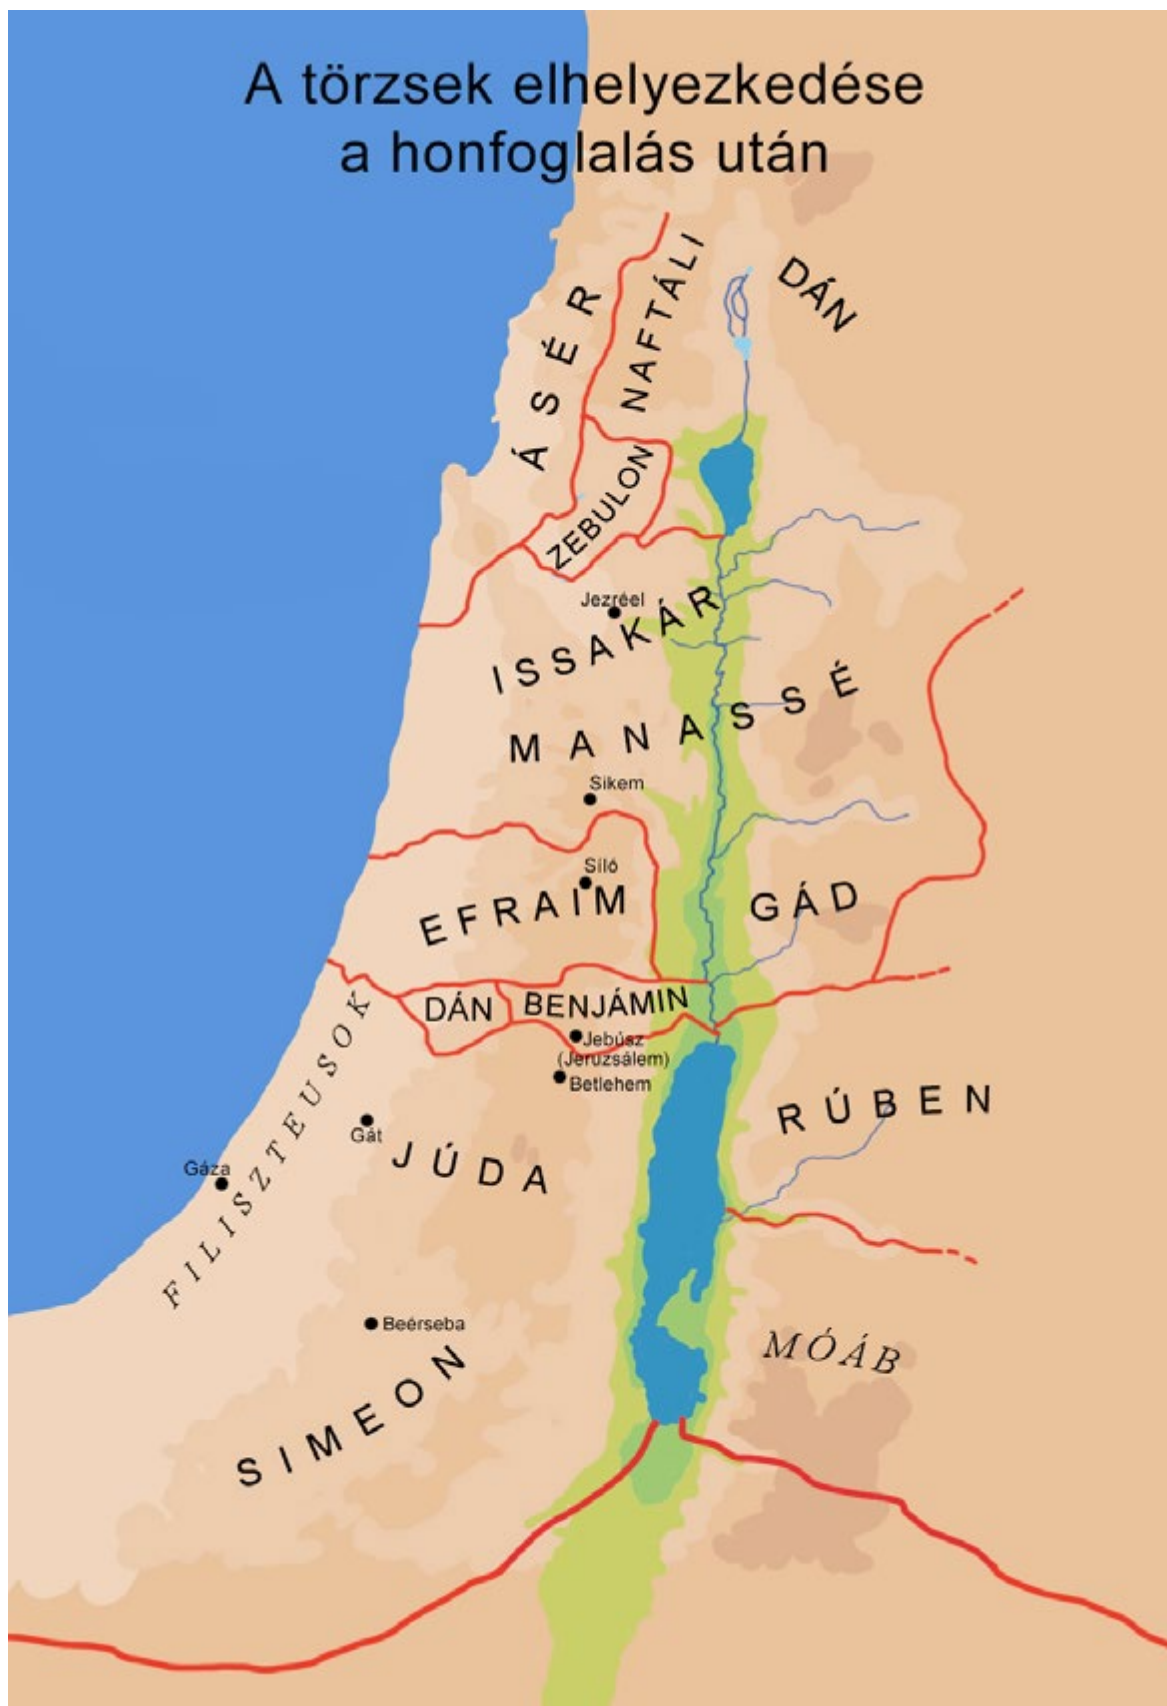 A törzsek elhelyezkedése
a honfoglalás után
DÁN
NAFTÁLI
ÁSÉR
ZEBULON
Jezréel
ISSAKÁR
MANASSÉ
Sikem
Siló
EFRAIM
GÁD
DÁN
BENJÁMIN
Jebúsz
(Jeruzsálem)
Betlehem
FILISZTEUSOK
RÚBEN
Gát
JÚDA
Gáza
Beérseba
MÓÁB
SIMEON